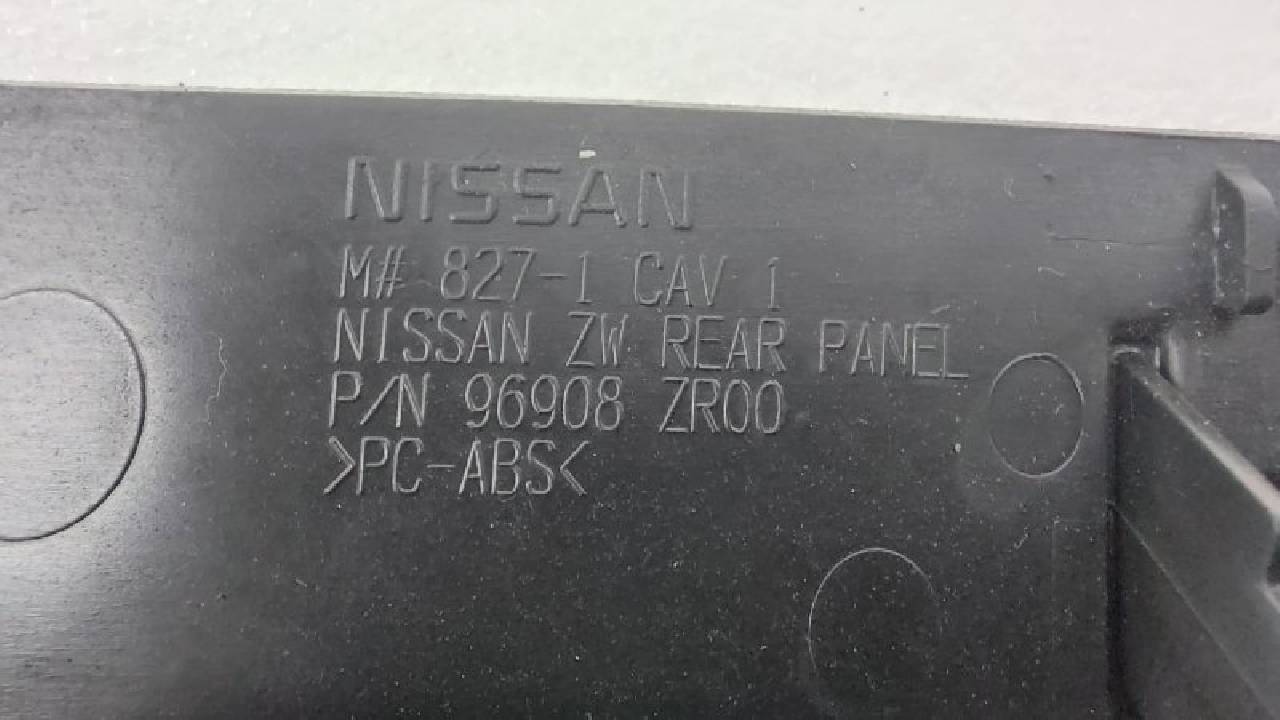 NISSAN
M# 827-1 CAV 1
NISSAN ZW REAR PANEL
P/N 96908 ZR00
>PC-ABS<